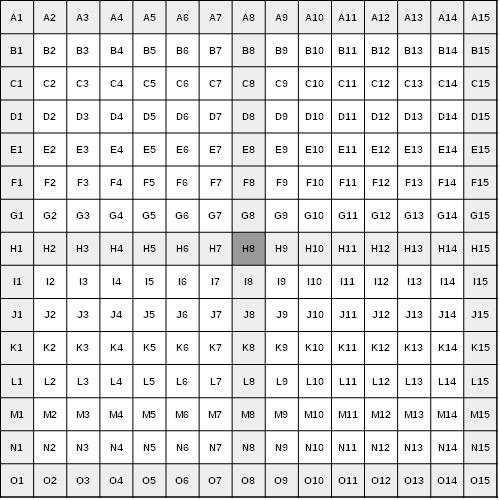 A1 A2 A3 A4 A5 A6 A7 A8 A9 A10 A11 A12 A13 A14 A15
B1 B2 B3 B4 B5 B6 B7 B8 B9 B10 B11 B12 B13 B14 B15
C1 C2 C3 C4 C5 C6 C7 C8 C9 C10 C11 C12 C13 C14 C15
D1 D2 D3 D4 D5 D6 D7 D8 D9 D10 D11 D12 D13 D14 D15
E1 E2 E3 E4 E5 E6 E7 E8 E9 E10 E11 E12 E13 E14 E15
F1 F2 F3 F4 F5 F6 F7 F8 F9 F10 F11 F12 F13 F14 F15
G1 G2 G3 G4 G5 G6 G7 G8 G9 G10 G11 G12 G13 G14 G15
H1 H2 H3 H4 H5 H6 H7 H8 H9 H10 H11 H12 H13 H14 H15
I1 I2 I3 I4 I5 I6 I7 I8 I9 I10 I11 I12 I13 I14 I15
J1 J2 J3 J4 J5 J6 J7 J8 J9 J10 J11 J12 J13 J14 J15
K1 K2 K3 K4 K5 K6 K7 K8 K9 K10 K11 K12 K13 K14 K15
L1 L2 L3 L4 L5 L6 L7 L8 L9 L10 L11 L12 L13 L14 L15
M1 M2 M3 M4 M5 M6 M7 M8 M9 M10 M11 M12 M13 M14 M15
N1 N2 N3 N4 N5 N6 N7 N8 N9 N10 N11 N12 N13 N14 N15
O1 O2 O3 O4 O5 O6 O7 O8 O9 O10 O11 O12 O13 O14 O15